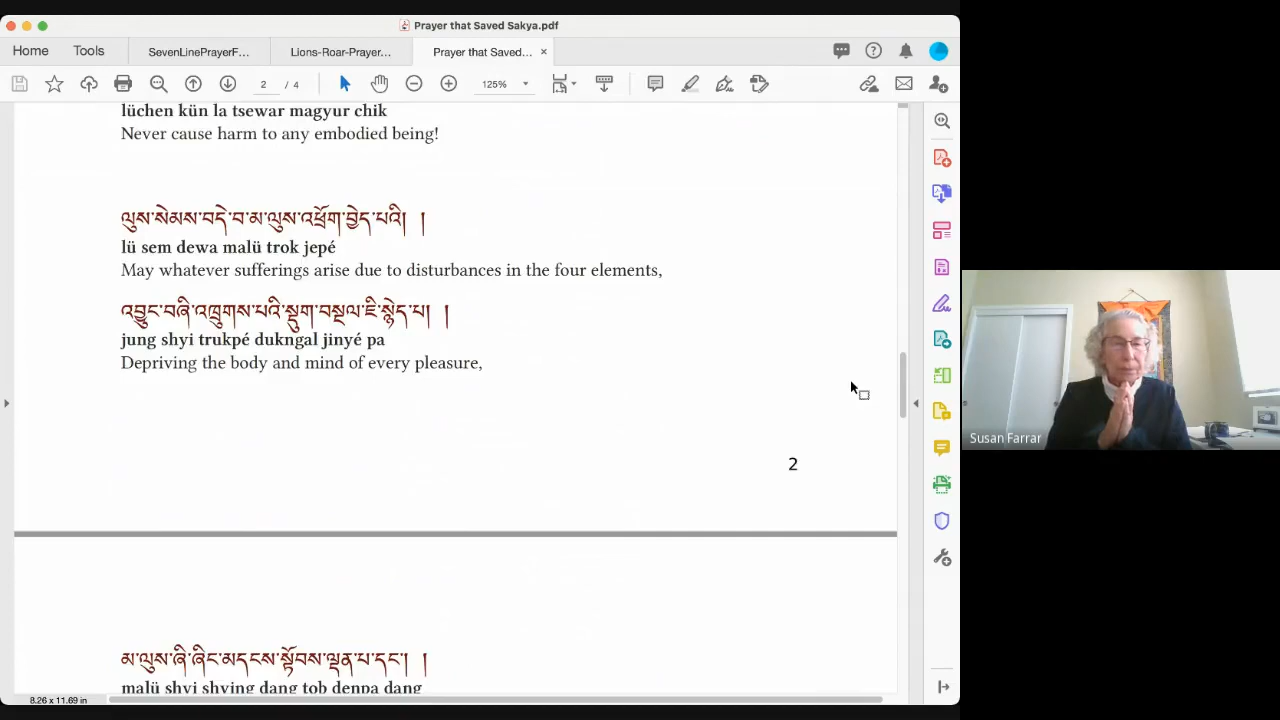 Prayer that Saved Sakya.pdf
Home Tools SevenLinePrayerF... Lions-Roar-Prayer... Prayer that Saved... ×
2 / 4 125%
lüchen kün la tsewar magyur chik
Never cause harm to any embodied being!
ལུས་སེམས་བདེ་བ་མ་ལུས་འཕྲོག་བྱེད་པའི། །
lü sem dewa malü trok jepé
May whatever sufferings arise due to disturbances in the four elements,
འབྱུང་བཞི་འཁྲུགས་པའི་སྡུག་བསྔལ་ཇི་སྙེད་པ། །
jung shyi trukpé dukngal jinyé pa
Depriving the body and mind of every pleasure,
2
མ་ལུས་ཞི་ཞིང་མདངས་སྟོབས་ལྡན་པ་དང་། །
malü shyi shying dang tob denpa dang
8.26 x 11.69 in
Susan Farrar